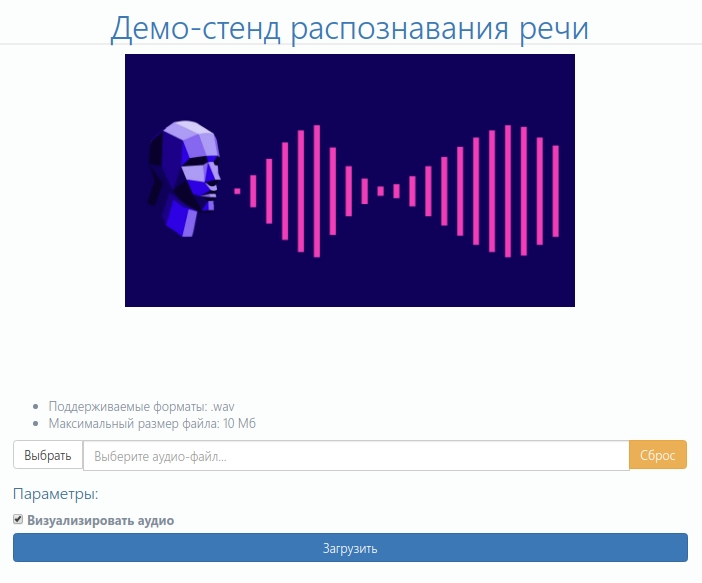 Демо-стенд распознавания речи
Поддерживаемые форматы: .wav
Максимальный размер файла: 10 Мб
Выбрать Выберите аудио-файл... Сброс
Параметры:
Визуализировать аудио
Загрузить